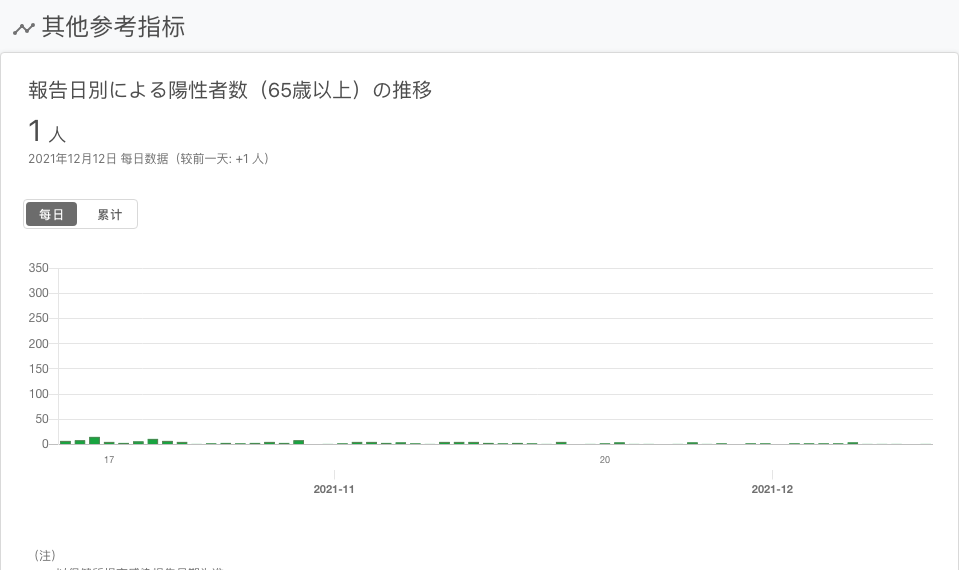 其他参考指标
報告日別による陽性者数（65歳以上）の推移
1 人
2021年12月12日 每日数据（较前一天: +1 人）
每日 累计
350
300
250
200
150
100
50
0
17 20
2021-11 2021-12
（注）